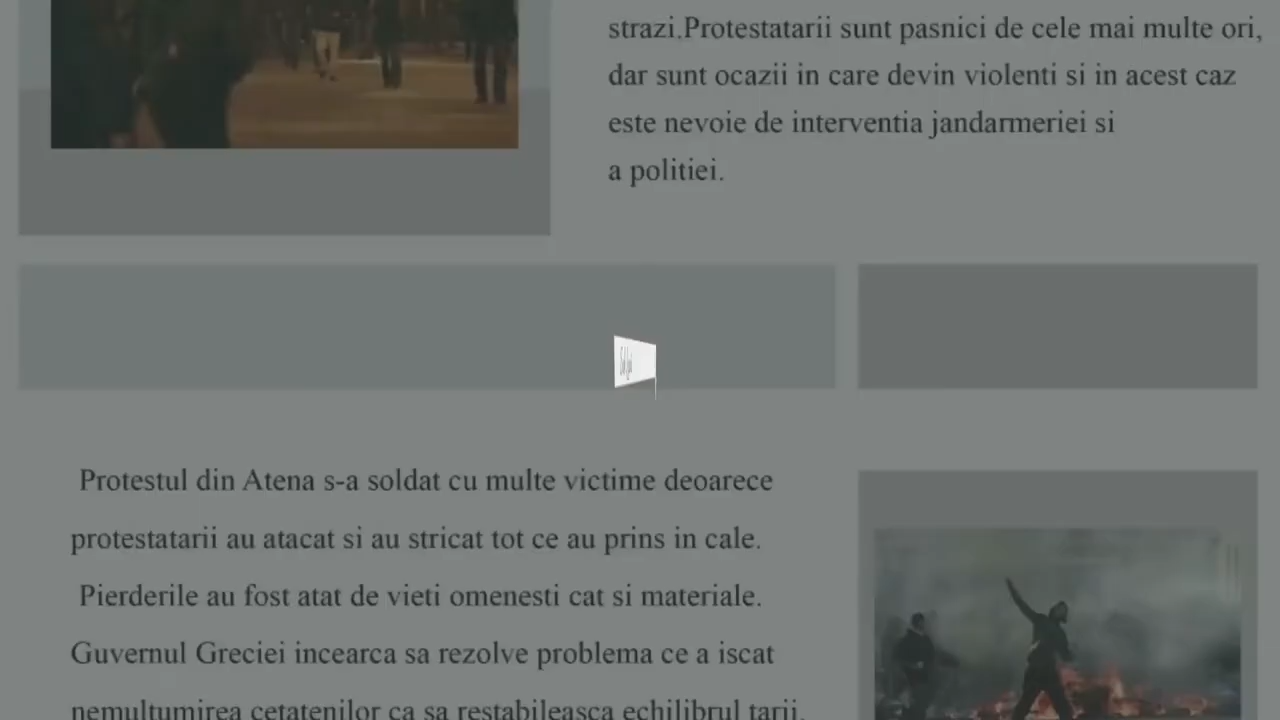 strazi.Protestatarii sunt pasnici de cele mai multe ori,
dar sunt ocazii in care devin violenti si in acest caz
este nevoie de interventia jandarmeriei si
a politiei.
Protestul din Atena s-a soldat cu multe victime deoarece
protestatarii au atacat si au stricat tot ce au prins in cale.
Pierderile au fost atat de vieti omenesti cat si materiale.
Guvernul Greciei incearca sa rezolve problema ce a iscat
nemultumirea cetatenilor ca sa restabileasca echilibrul tarii.